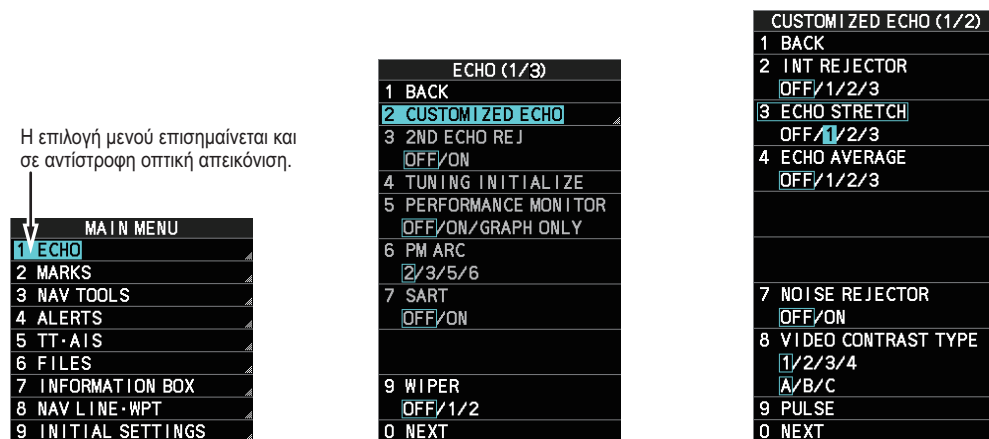 Η επιλογή μενού επισημαίνεται και
σε αντίστροφη οπτική απεικόνιση.
MAIN MENU
1 ECHO
2 MARKS
3 NAV TOOLS
4 ALERTS
5 TT·AIS
6 FILES
7 INFORMATION BOX
8 NAV LINE·WPT
9 INITIAL SETTINGS
ECHO (1/3)
1 BACK
2 CUSTOMIZED ECHO
3 2ND ECHO REJ
OFF/ON
4 TUNING INITIALIZE
5 PERFORMANCE MONITOR
OFF/ON/GRAPH ONLY
6 PM ARC
2/3/5/6
7 SART
OFF/ON
9 WIPER
OFF/1/2
0 NEXT
CUSTOMIZED ECHO (1/2)
1 BACK
2 INT REJECTOR
OFF/1/2/3
3 ECHO STRETCH
OFF/1/2/3
4 ECHO AVERAGE
OFF/1/2/3
7 NOISE REJECTOR
OFF/ON
8 VIDEO CONTRAST TYPE
1/2/3/4
A/B/C
9 PULSE
0 NEXT